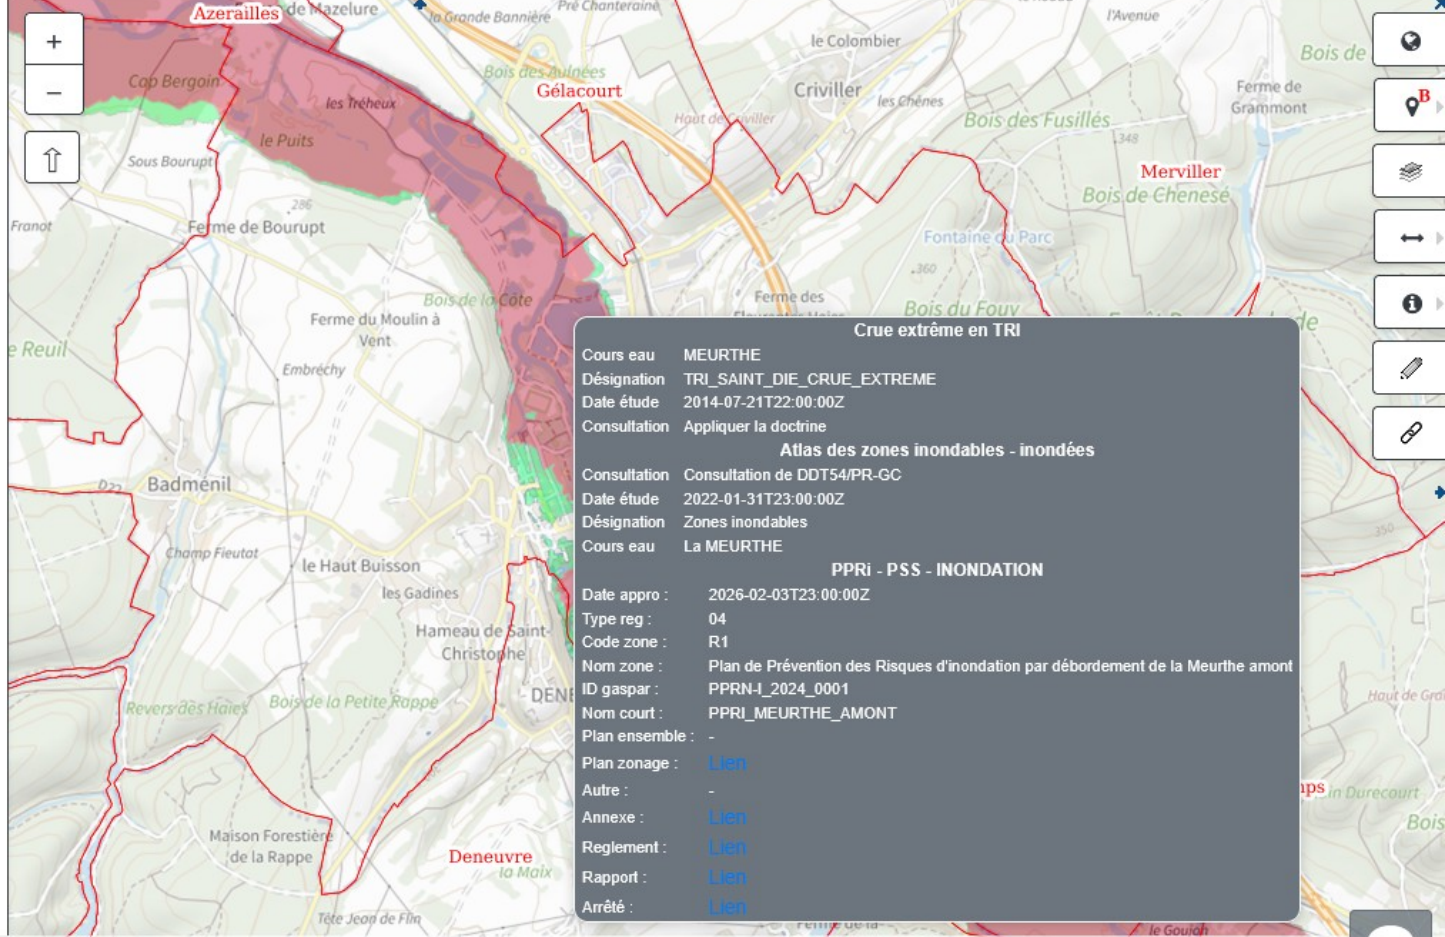 Azerailles
de Mazelure
la Grande Bannière
Pré Chanteraine
l'Avenue
+
le Colombier
Bois de
Bois des Aulnées
Cap Bergoin
Gélacourt
Criviller
Ferme de
Grammont
−
les Tréheux
les Chênes
B
Haut de Criviller
Bois des Fusillés
le Puits
348
Sous Bourupt
Merviller
Bois de Chenesé
286
Franot
Ferme de Bourupt
Fontaine du Parc
360
Bois de la Côte
Ferme des
Bois du Fouy
Ferme du Moulin à
Vent
e Reuil
Embréchy
Crue extrême en TRI
Cours eau MEURTHE
Désignation TRI_SAINT_DIE_CRUE_EXTREME
Date étude 2014-07-21T22:00:00Z
Consultation Appliquer la doctrine
Atlas des zones inondables - inondées
Consultation Consultation de DDT54/PR-GC
Date étude 2022-01-31T23:00:00Z
Désignation Zones inondables
Cours eau La MEURTHE
PPRi - PSS - INONDATION
Date appro : 2026-02-03T23:00:00Z
Type reg : 04
Code zone : R1
Nom zone : Plan de Prévention des Risques d'inondation par débordement de la Meurthe amont
ID gaspar : PPRN-I_2024_0001
Nom court : PPRI_MEURTHE_AMONT
Plan ensemble : -
Plan zonage : Lien
Autre : -
Annexe : Lien
Reglement : Lien
Rapport : Lien
Arrêté : Lien
D22
Badménil
350
Champ Fieutat
le Haut Buisson
les Gadines
Hameau de Saint-
Christophe
DENE
Revers des Haies
Bois de la Petite Rappe
Haut de Gra
ps
in Durecourt
Maison Forestière
de la Rappe
Bois
Deneuvre
la Maix
Tête Jean de Flin
Ferme de la
le Goujon